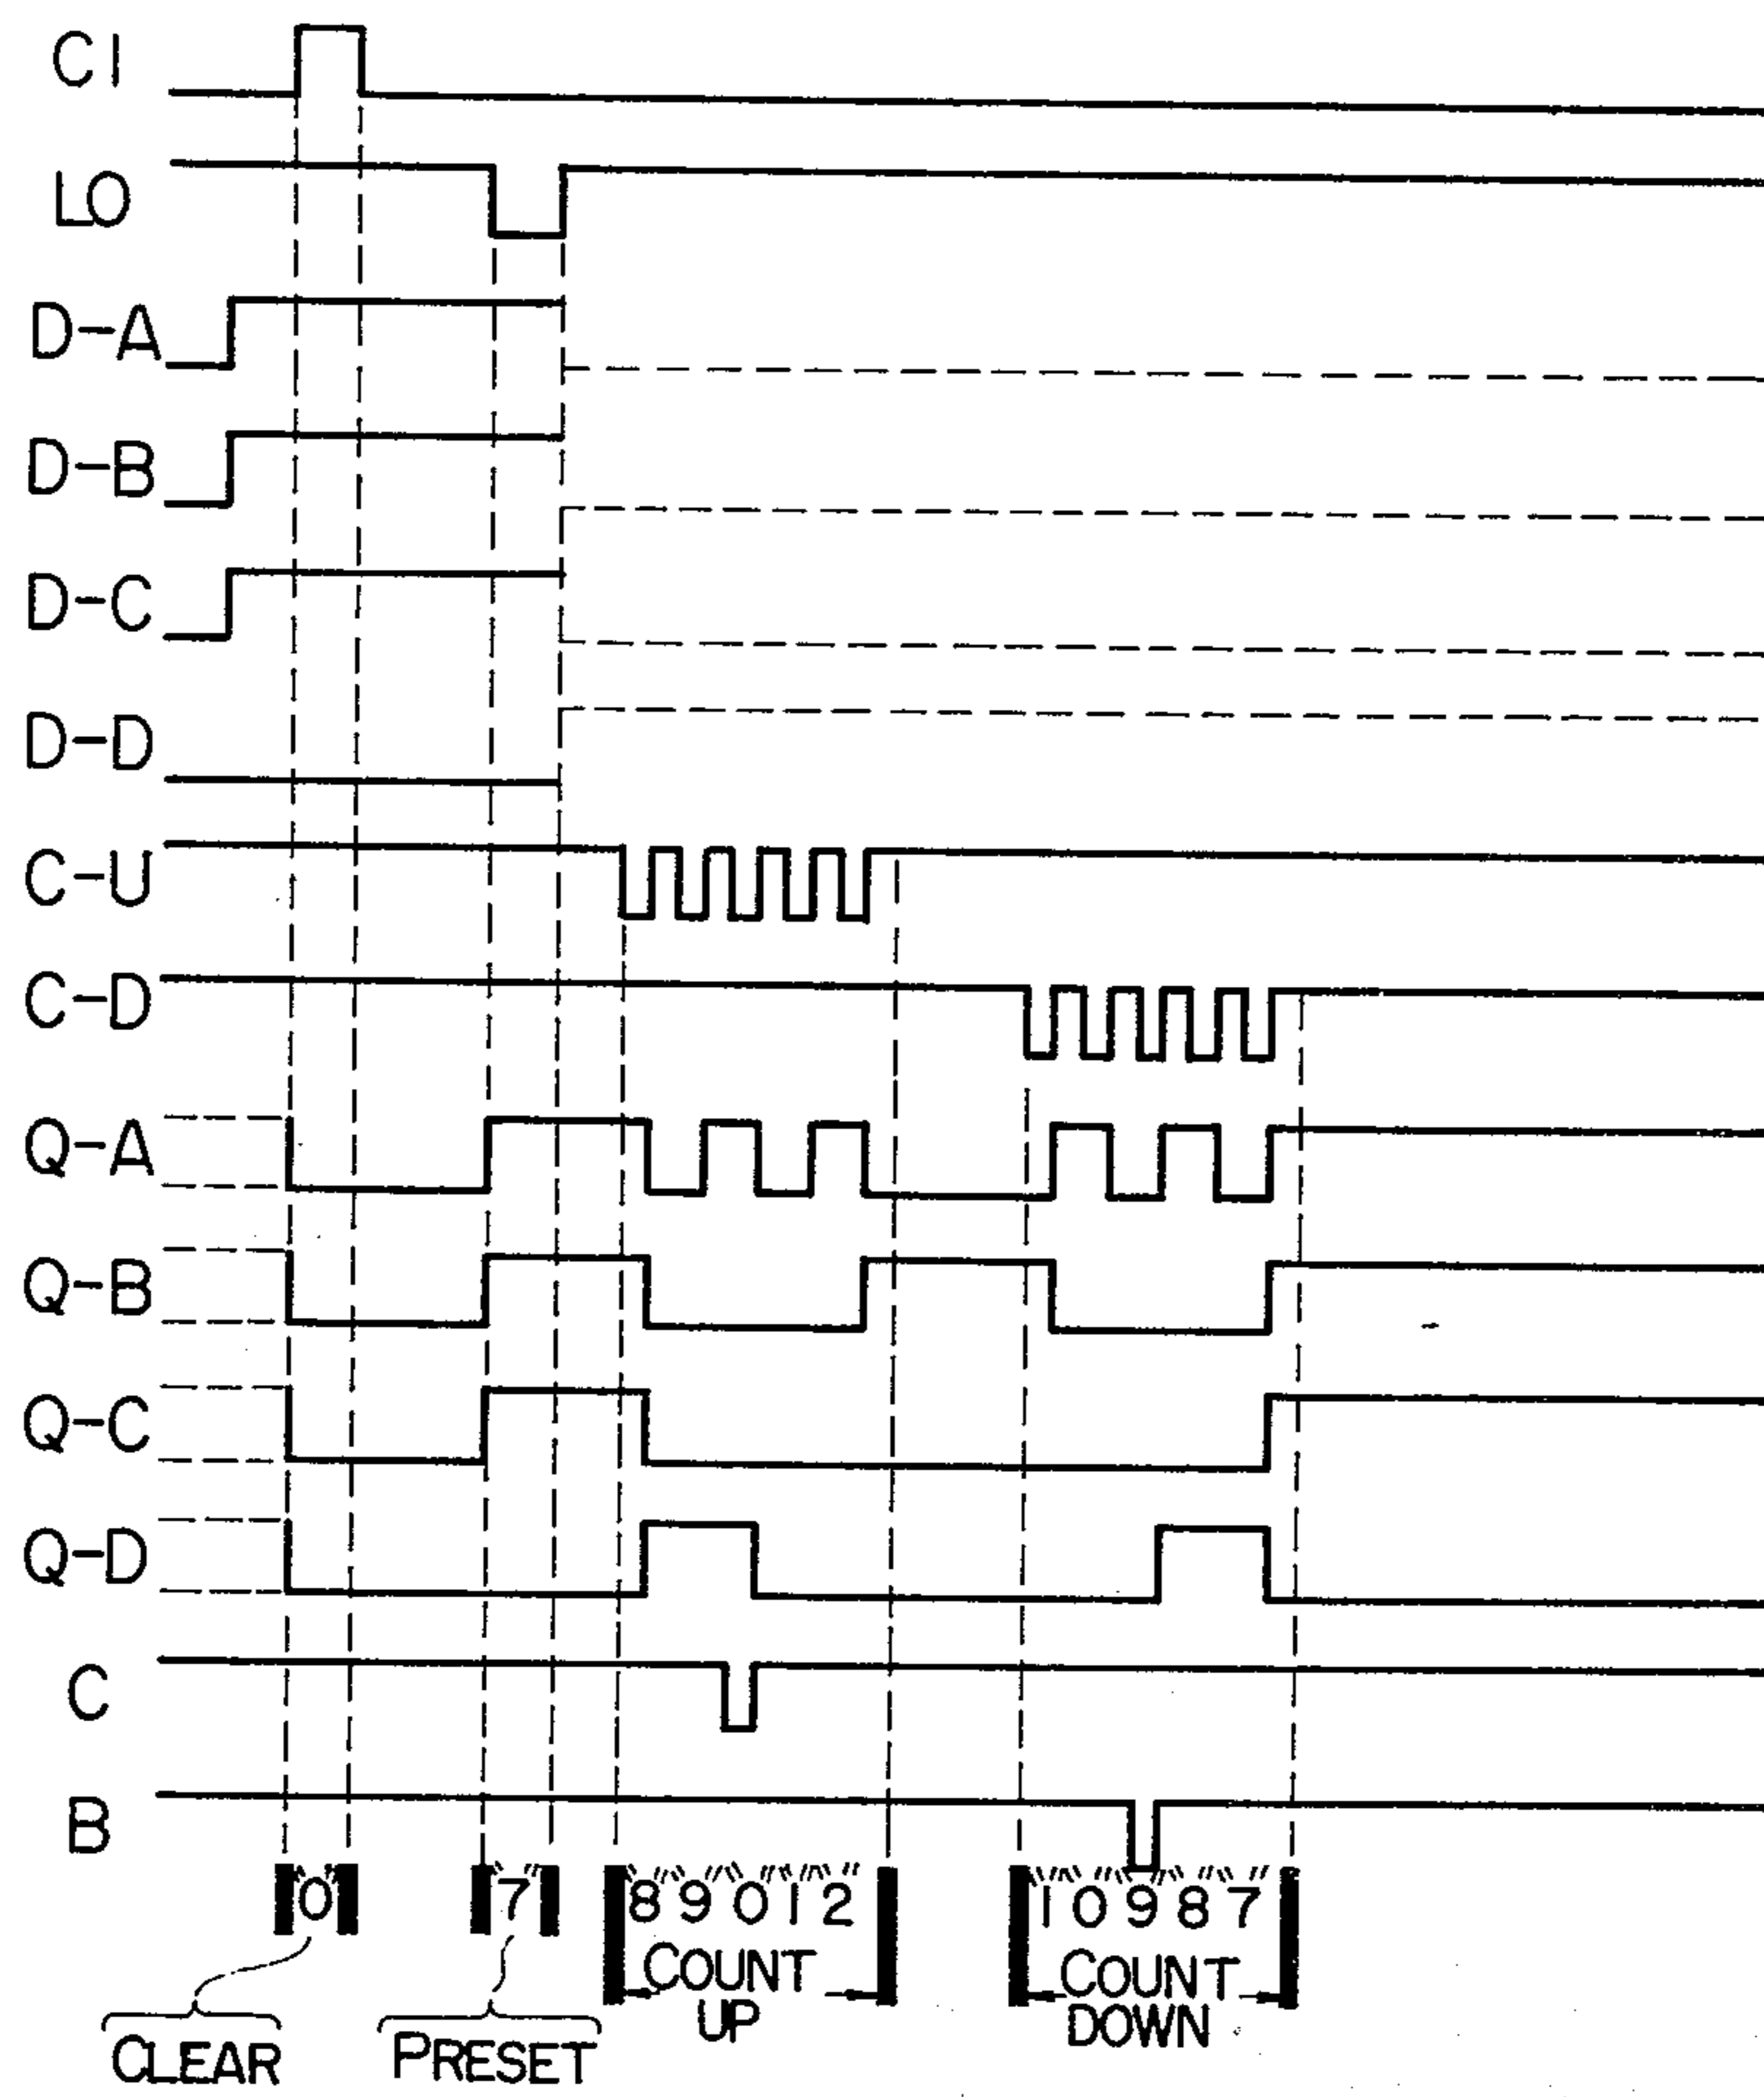 CI
LO
D-A
D-B
D-C
D-D
C-U
C-D
Q-A
Q-B
Q-C
Q-D
C
B
"0" "7" "8" "9" "0" "1" "2" "1" "0" "9" "8" "7"
COUNT UP
COUNT DOWN
CLEAR
PRESET